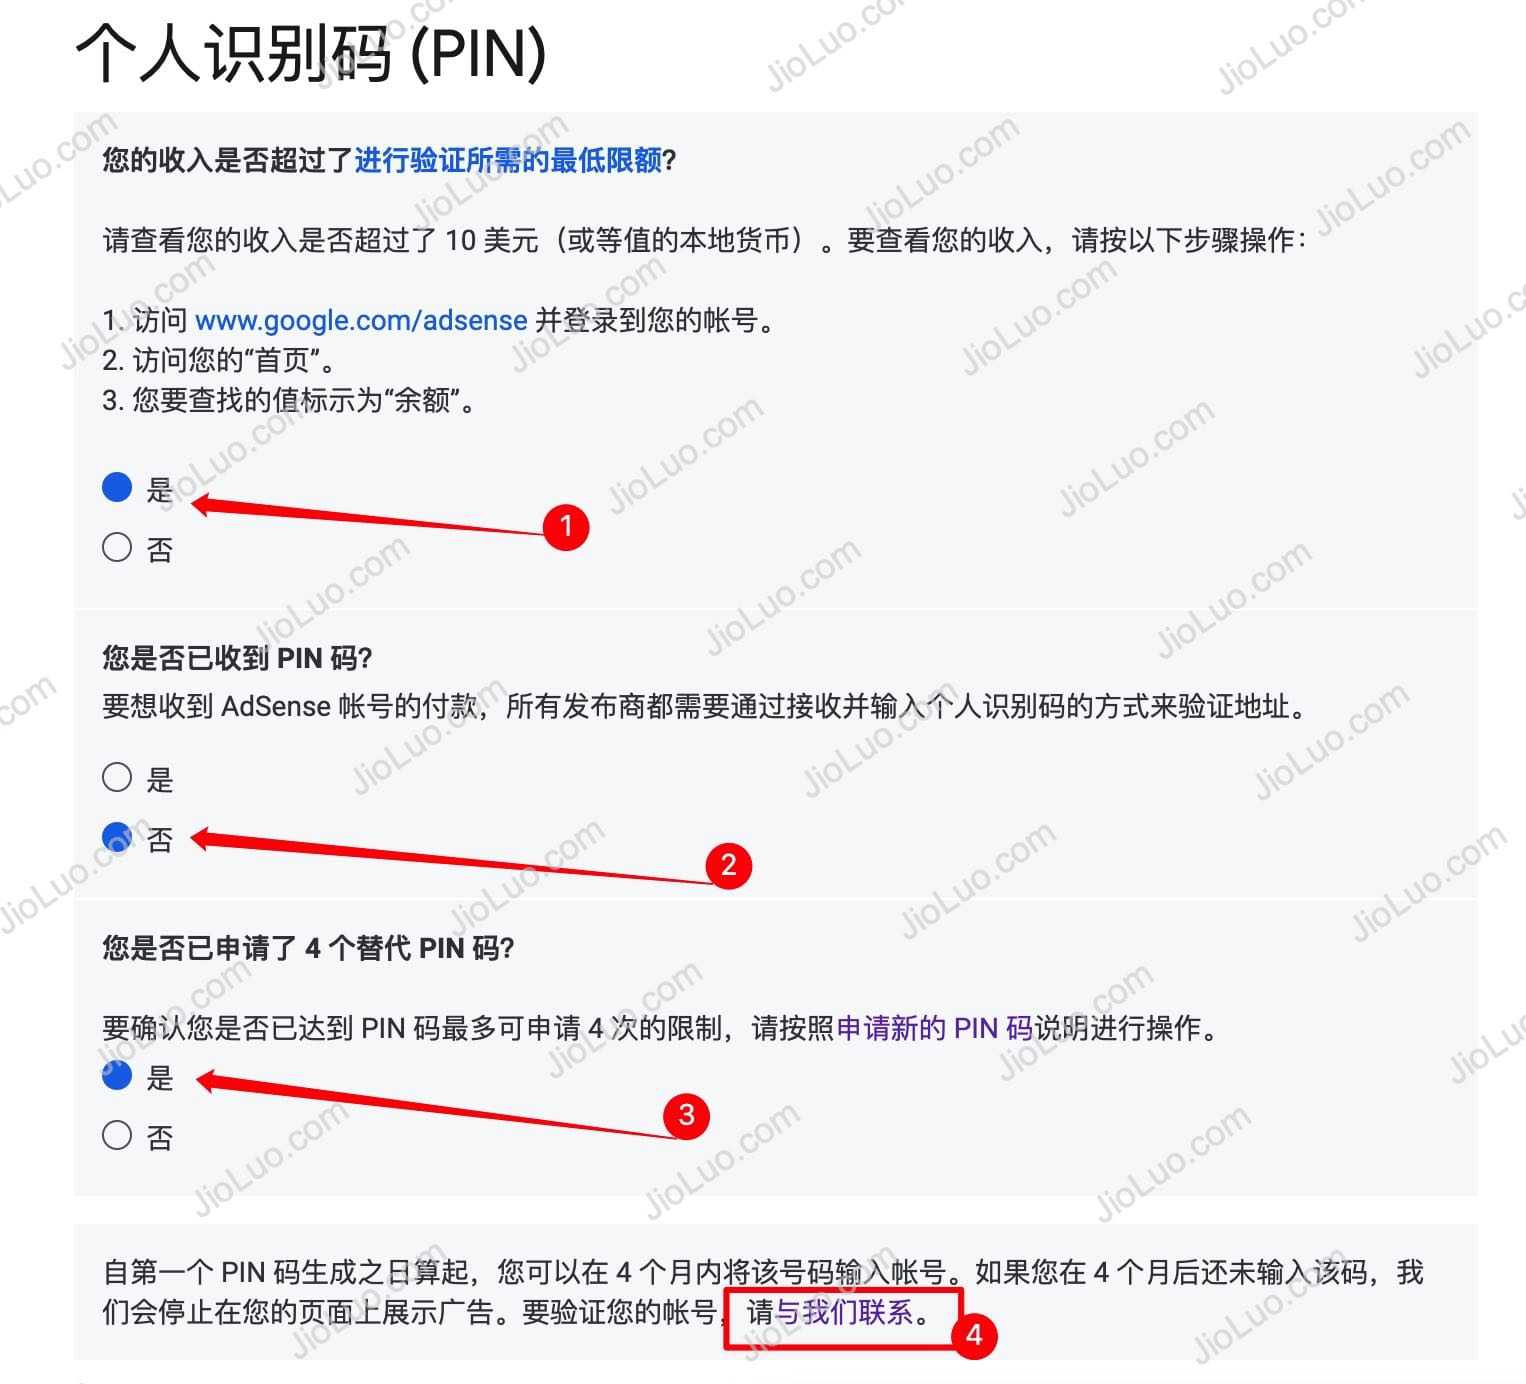 个人识别码 (PIN)
您的收入是否超过了进行验证所需的最低限额?
请查看您的收入是否超过了 10 美元（或等值的本地货币）。要查看您的收入，请按以下步骤操作：
1. 访问 www.google.com/adsense 并登录到您的帐号。
2. 访问您的“首页”。
3. 您要查找的值标示为“余额”。
是
1
否
您是否已收到 PIN 码?
要想收到 AdSense 帐号的付款，所有发布商都需要通过接收并输入个人识别码的方式来验证地址。
是
否
2
您是否已申请了 4 个替代 PIN 码?
要确认您是否已达到 PIN 码最多可申请 4 次的限制，请按照申请新的 PIN 码说明进行操作。
是
3
否
自第一个 PIN 码生成之日算起，您可以在 4 个月内将该号码输入帐号。如果您在 4 个月后还未输入该码，我
们会停止在您的页面上展示广告。要验证您的帐号，请与我们联系。
4
JioLuo.com